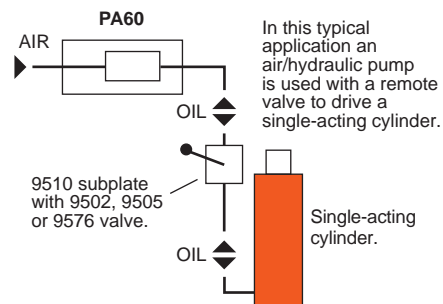 PA60
AIR
In this typical
application an
air/hydraulic pump
is used with a remote
valve to drive a
single-acting cylinder.
OIL
9510 subplate
with 9502, 9505
or 9576 valve.
Single-acting
cylinder.
OIL